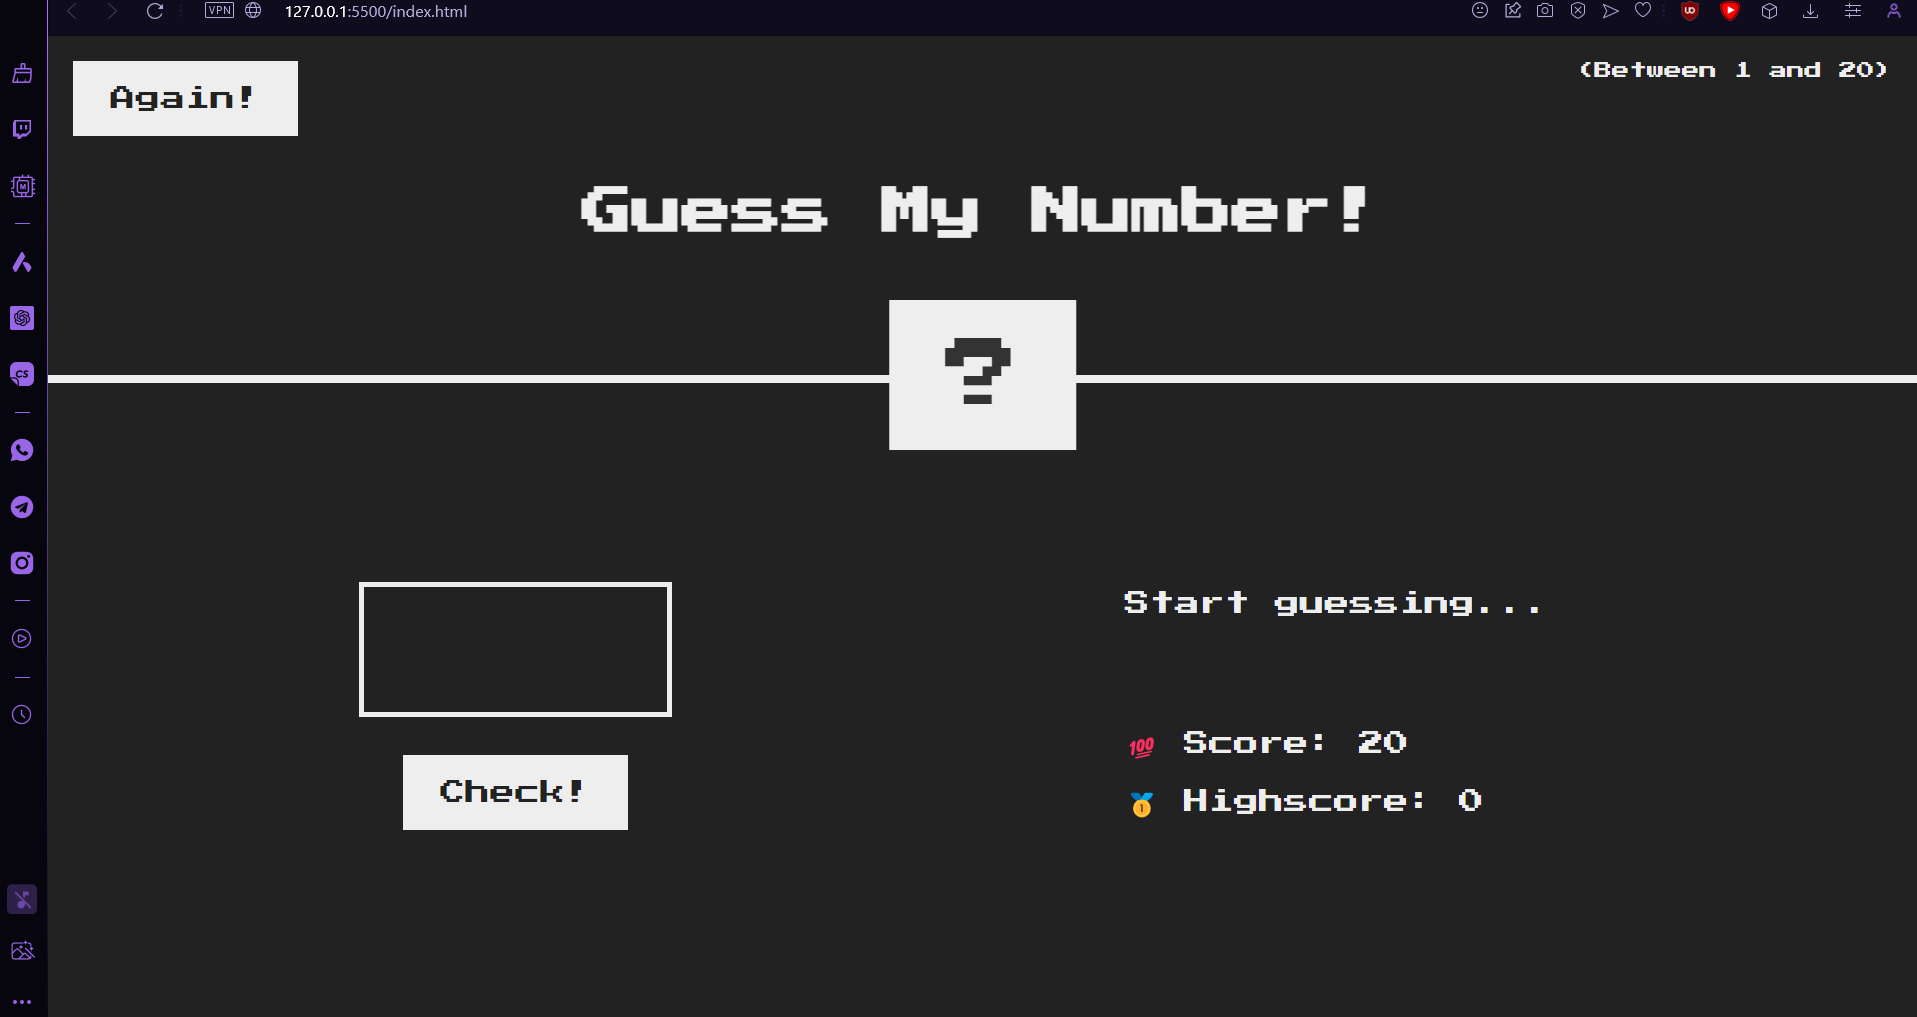 VPN 127.0.0.1:5500/index.html
Again!
(Between 1 and 20)
Guess My Number!
?
Start guessing...
Check!
💯 Score: 20
🥇 Highscore: 0